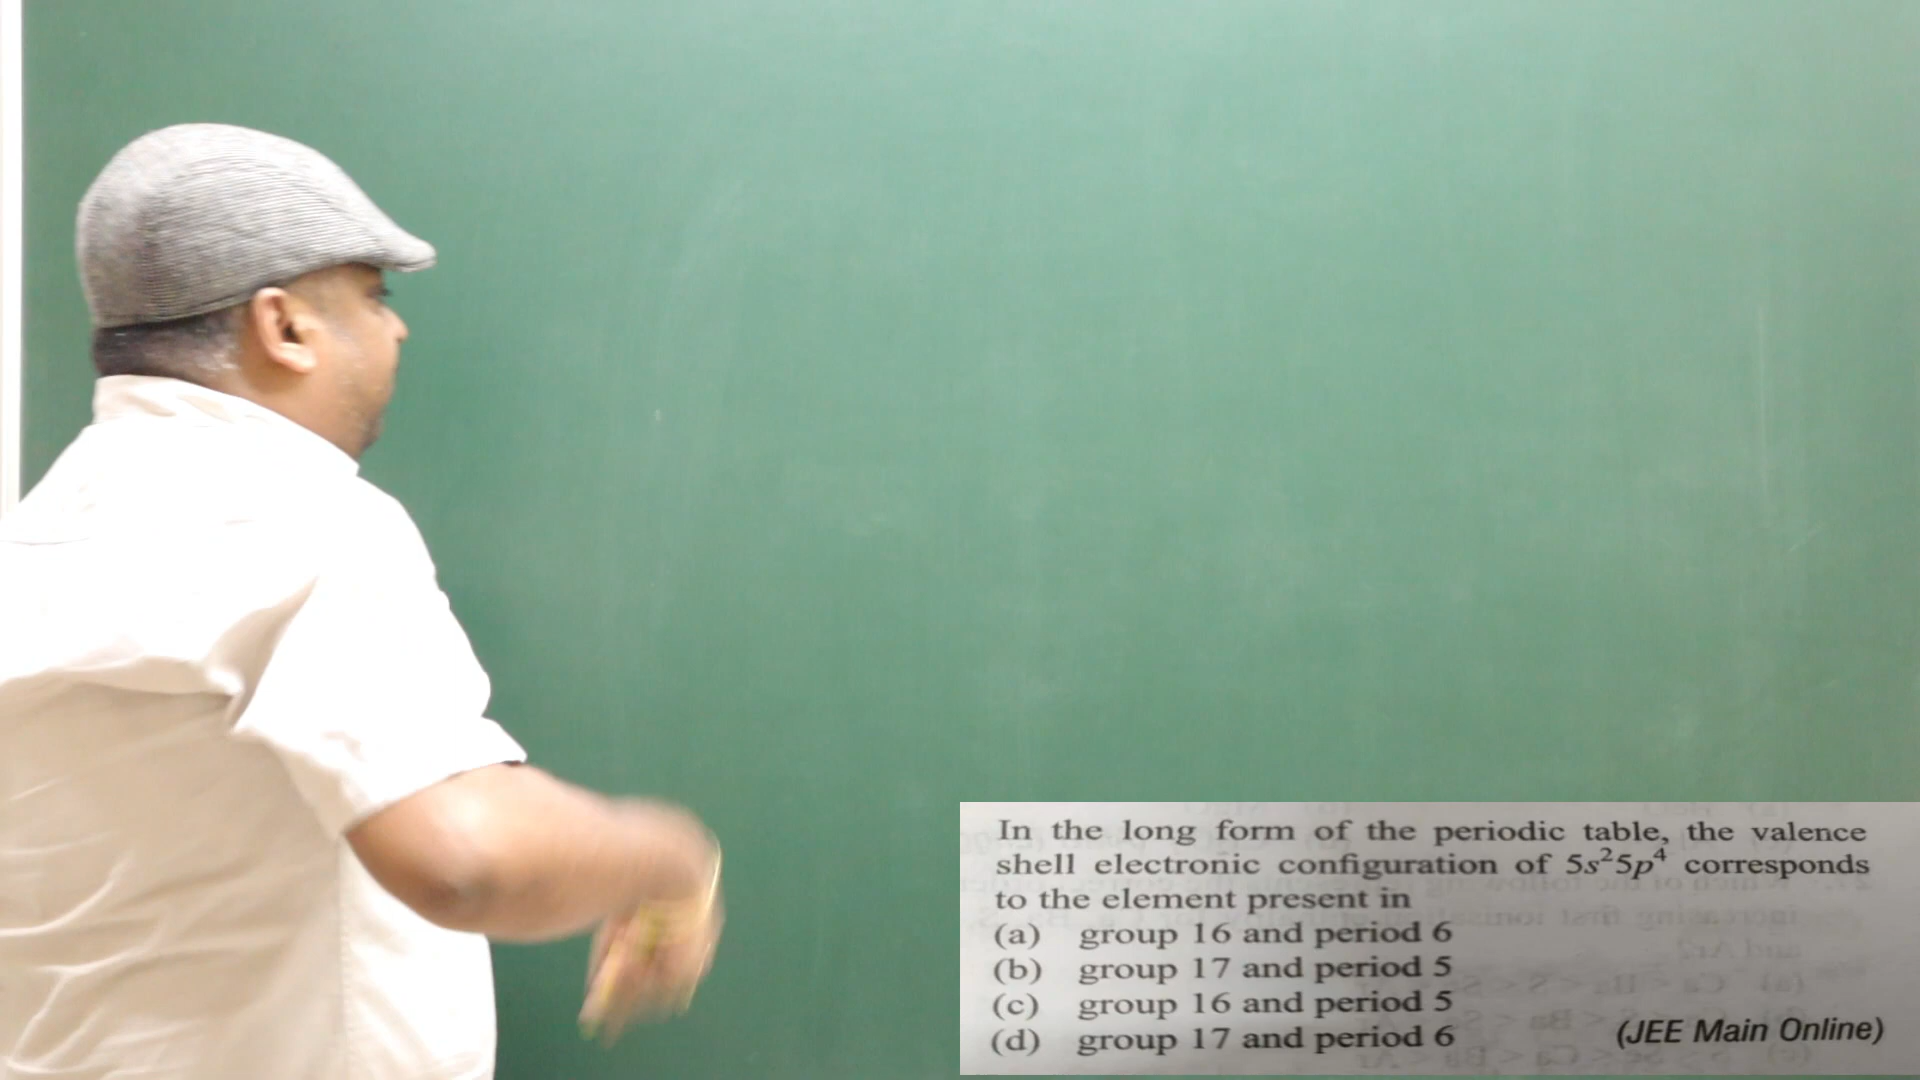 In the long form of the periodic table, the valence
shell electronic configuration of 5s²5p⁴ corresponds
to the element present in
(a) group 16 and period 6
(b) group 17 and period 5
(c) group 16 and period 5
(d) group 17 and period 6
(JEE Main Online)